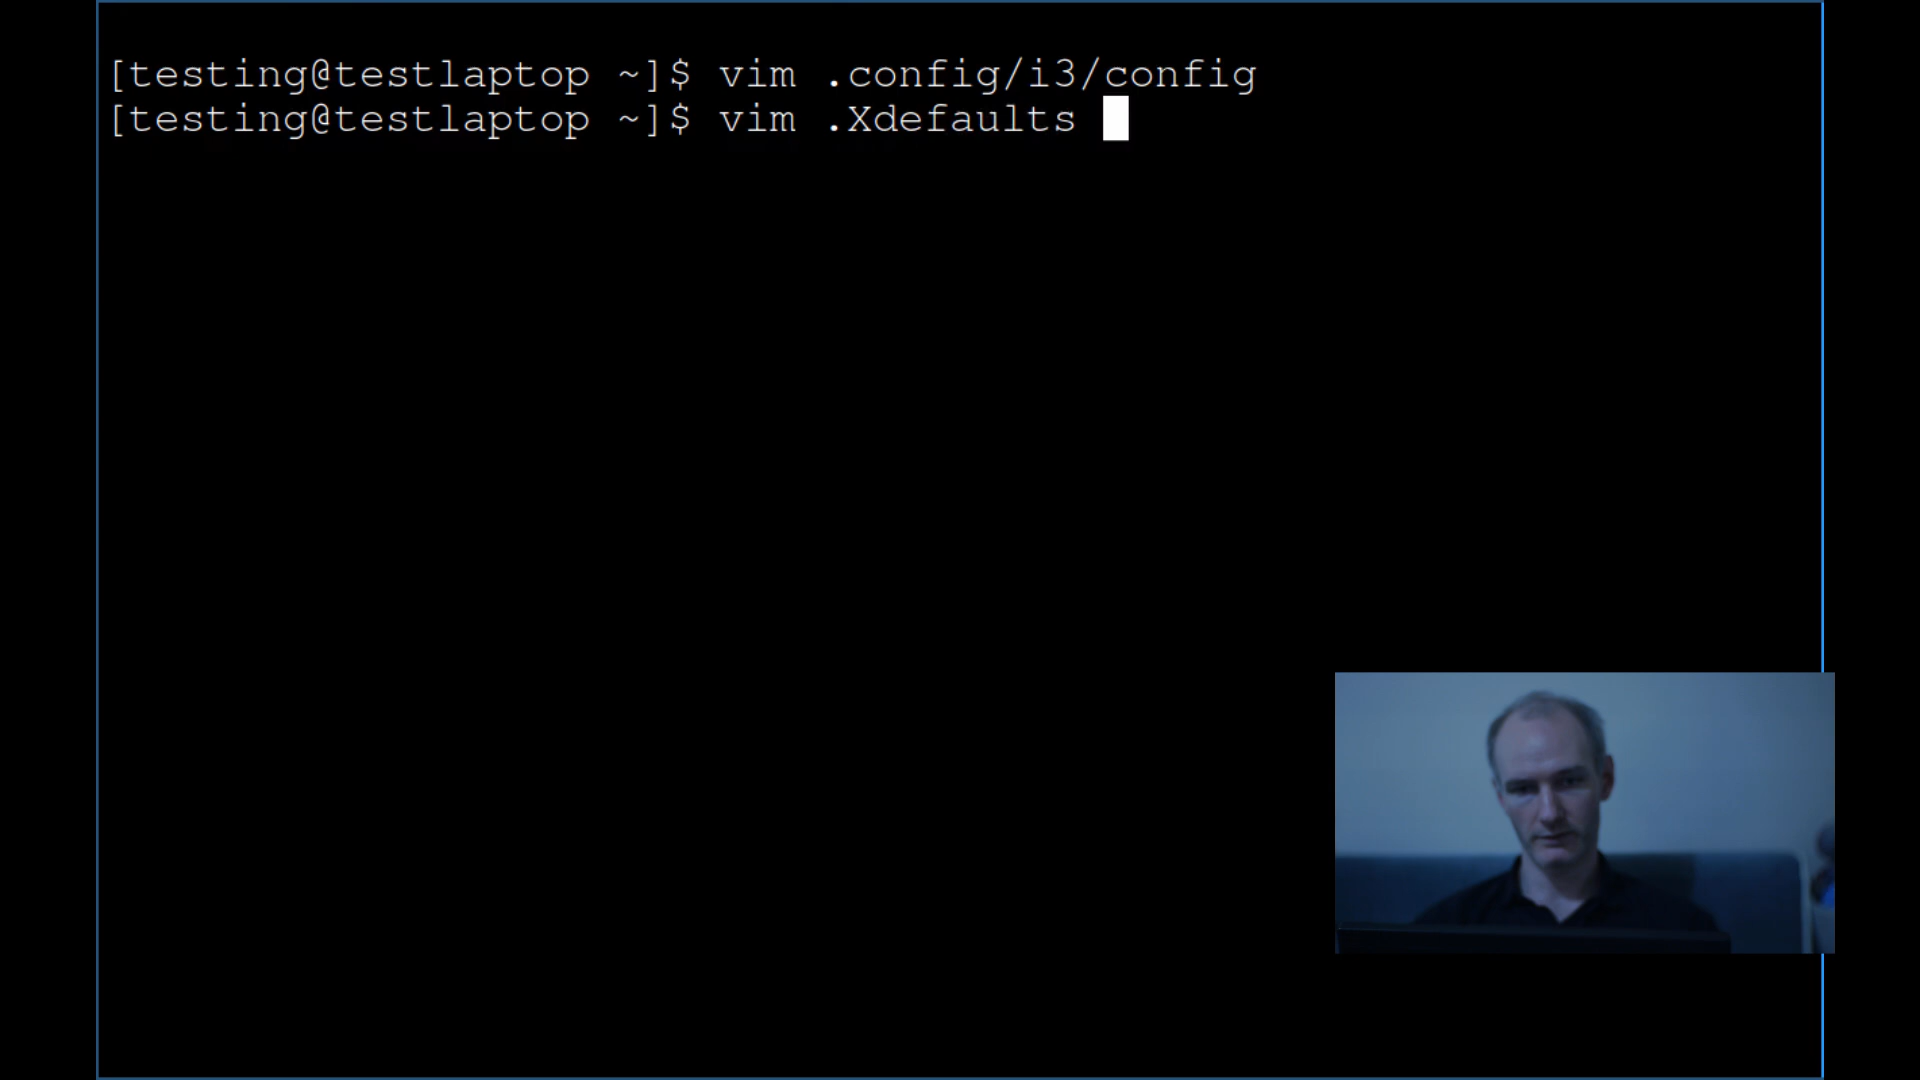 [testing@testlaptop ~]$ vim .config/i3/config
[testing@testlaptop ~]$ vim .Xdefaults